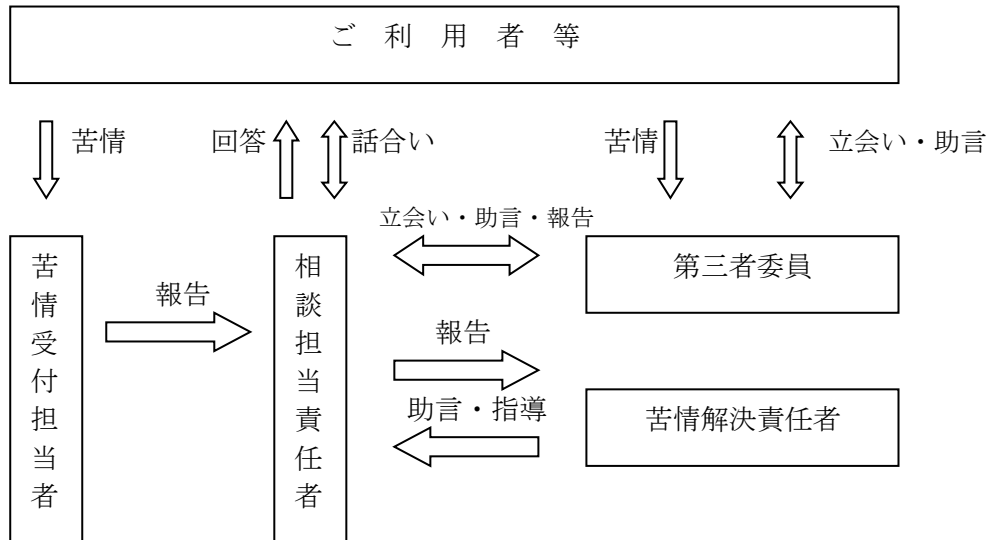 ご利用者等
苦情
回答
話合い
苦情
立会い・助言
立会い・助言・報告
苦情受付担当者
報告
相談担当責任者
第三者委員
報告
助言・指導
苦情解決責任者